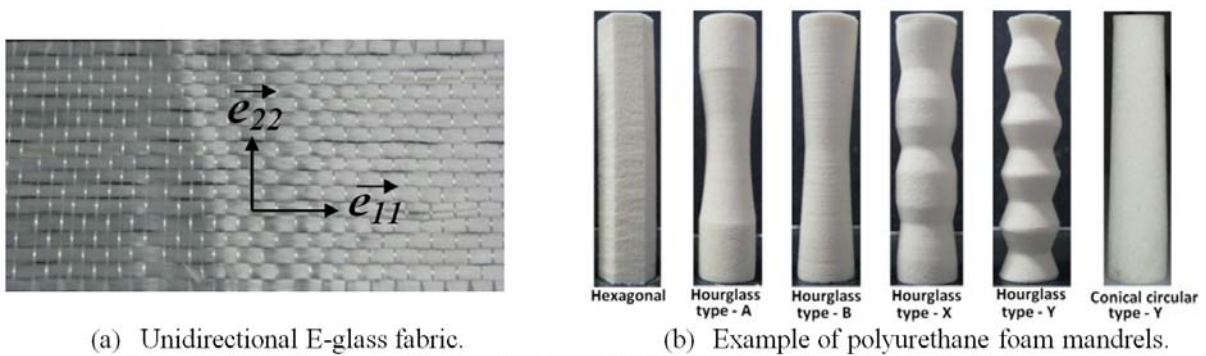 e22
e11
Hexagonal
Hourglass
type - A
Hourglass
type - B
Hourglass
type - X
Hourglass
type - Y
Conical circular
type - Y
(a) Unidirectional E-glass fabric.
(b) Example of polyurethane foam mandrels.